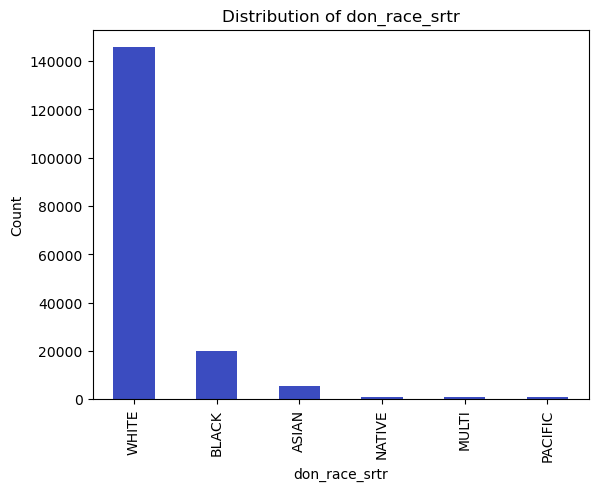 Distribution of don_race_srtr
Count
140000
120000
100000
80000
60000
40000
20000
0
WHITE
BLACK
ASIAN
NATIVE
MULTI
PACIFIC
don_race_srtr